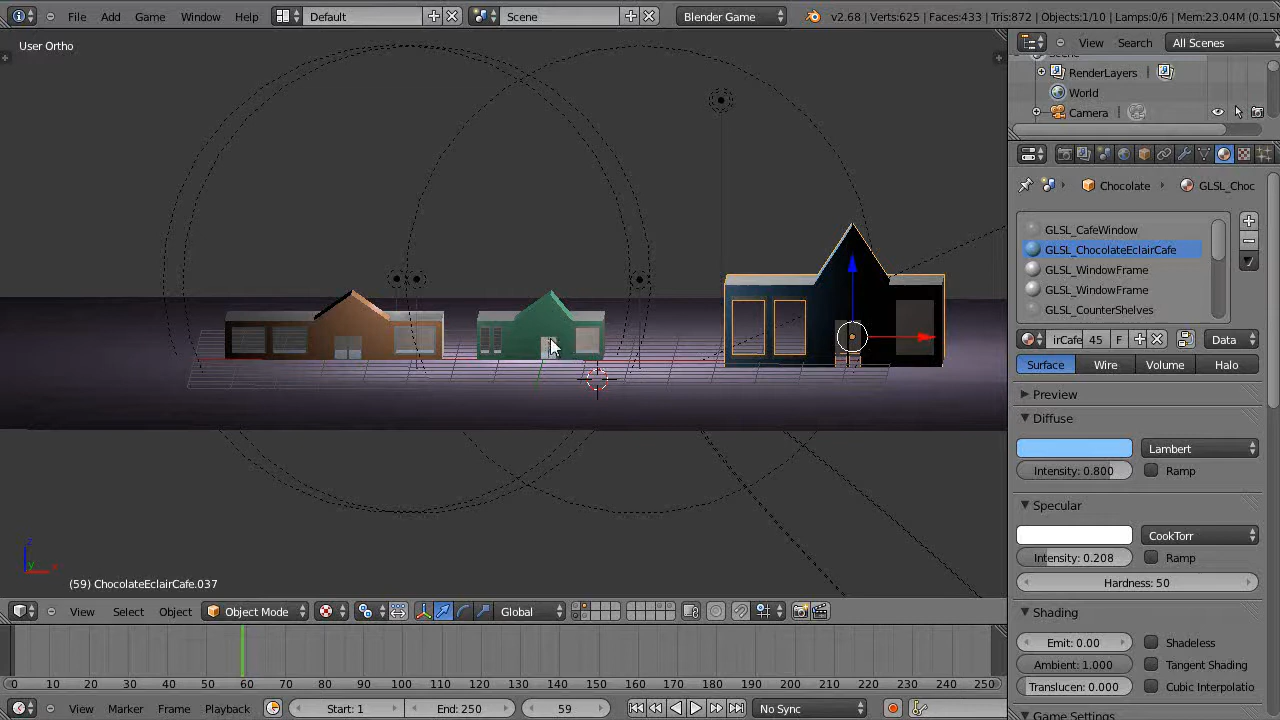 File Add Game Window Help Default Scene Blender Game v2.68 | Verts:625 | Faces:433 | Tris:872 | Objects:1/10 | Lamps:0/6 | Mem:23.04M (0.15
User Ortho
View Search All Scenes
RenderLayers
World
Camera
Chocolate GLSL_Choc
GLSL_CafeWindow
GLSL_ChocolateEclairCafe
GLSL_WindowFrame
GLSL_WindowFrame
GLSL_CounterShelves
irCafe 45 F Data
Surface Wire Volume Halo
Preview
Diffuse
Lambert
Intensity: 0.800 Ramp
Specular
CookTorr
Intensity: 0.208 Ramp
Hardness: 50
Shading
Emit: 0.00 Shadeless
Ambient: 1.000 Tangent Shading
Translucen: 0.000 Cubic Interpolatio
Game Settings
z
y x
(59) ChocolateEclairCafe.037
View Select Object Object Mode Global
0 10 20 30 40 50 60 70 80 90 100 110 120 130 140 150 160 170 180 190 200 210 220 230 240 250
View Marker Frame Playback Start: 1 End: 250 59 No Sync